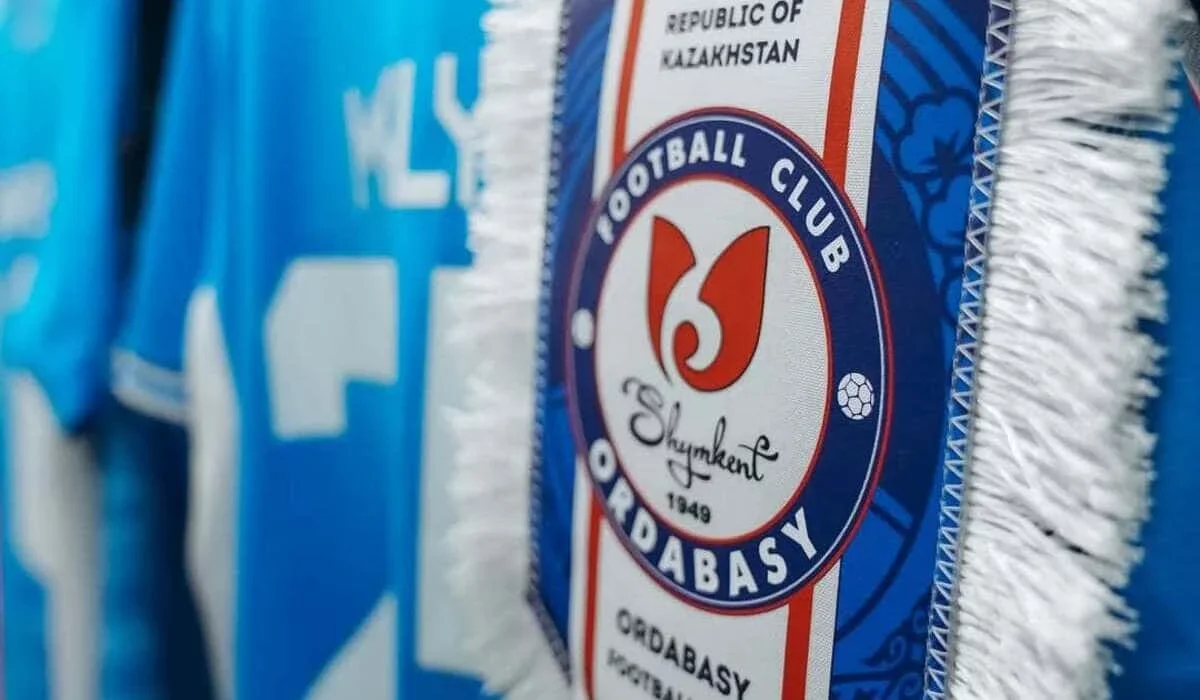 REPUBLIC OF
KAZAKHSTAN
FOOTBALL CLUB
Shymkent
1949
ORDABASY
ORDABASY